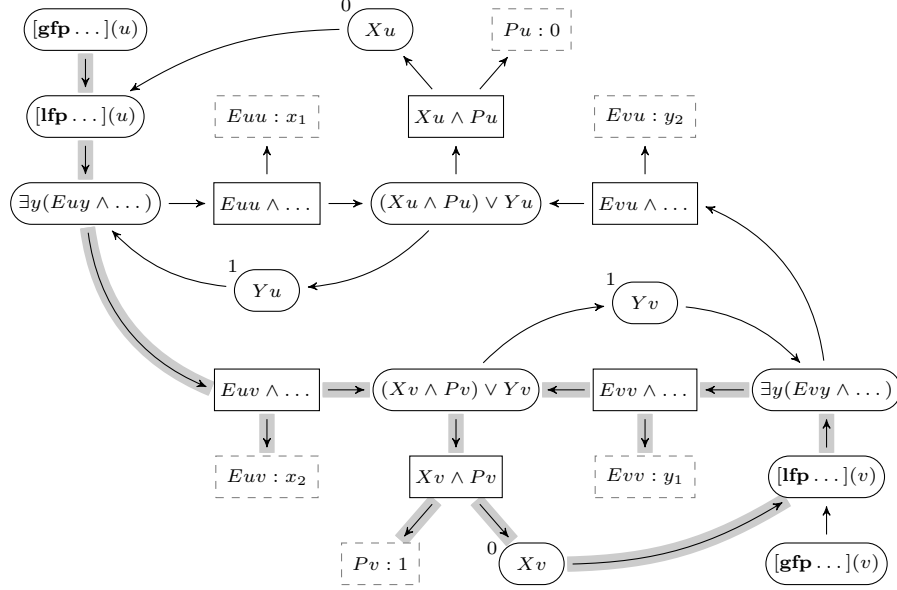 [gfp ...](u)
0
Xu
Pu : 0
[lfp ...](u)
Euu : x₁
Xu ∧ Pu
Evu : y₂
∃y(Euy ∧ ...)
Euu ∧ ...
(Xu ∧ Pu) ∨ Yu
Evu ∧ ...
1
Yu
1
Yv
Euv ∧ ...
(Xv ∧ Pv) ∨ Yv
Evv ∧ ...
∃y(Evy ∧ ...)
Euv : x₂
Xv ∧ Pv
Evv : y₁
[lfp ...](v)
Pv : 1
0
Xv
[gfp ...](v)